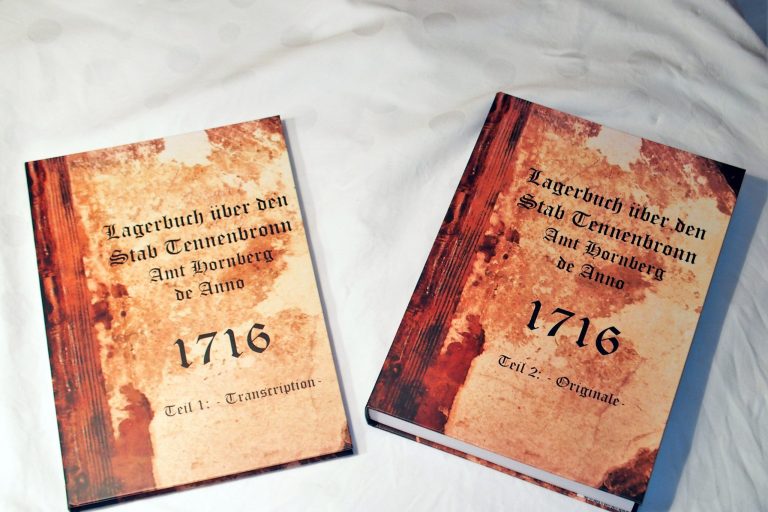 Lagerbuch über den
Stab Tennenbronn
Amt Hornberg
de Anno
1716
Teil 1: - Transcription-
Lagerbuch über den
Stab Tennenbronn
Amt Hornberg
de Anno
1716
Teil 2: - Originale-